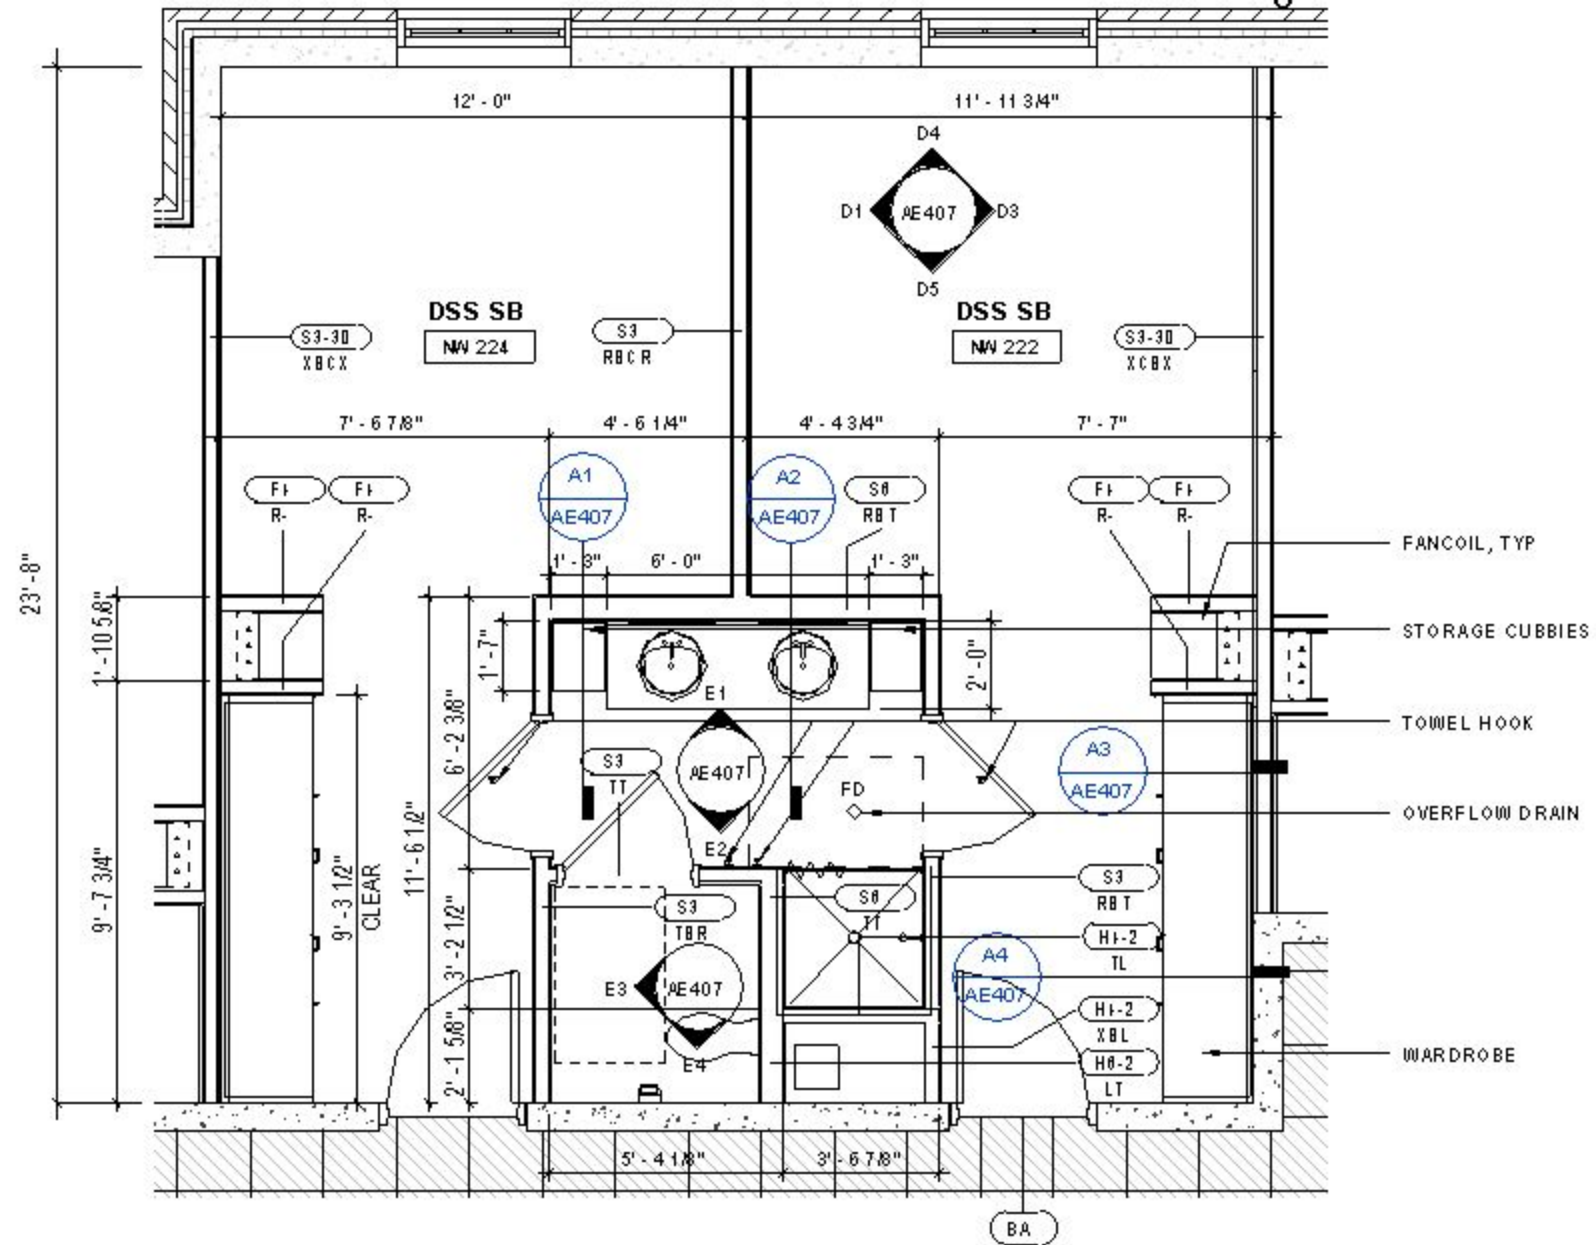 12' - 0"
11' - 11 3/4"
D4
D1
AE407
D3
D5
DSS SB
NW 224
DSS SB
NW 222
S3-30
XBCX
S3
RBCR
S3-30
XCBX
7' - 6 7/8"
4' - 6 1/4"
4' - 4 3/4"
7' - 7"
A1
AE407
A2
AE407
S6
RBT
R-
R-
R-
R-
1' - 3"
6' - 0"
1' - 3"
FANCOIL, TYP
STORAGE CUBBIES
TOWEL HOOK
OVERFLOW DRAIN
WARDROBE
23' -8"
1' -10 5/8"
9' -7 3/4"
9' -3 1/2"
CLEAR
11' -6 1/2"
6' -2 3/8"
3' -2 1/2"
2' -1 5/8"
1' -7"
2' -0"
E1
AE407
E2
S3
TT
FD
A3
AE407
S3
TBR
S6
TT
S3
RBT
TL
A4
AE407
XBL
H6-2
LT
E3
AE407
E4
5' - 4 1/8"
3' - 6 7/8"
BA